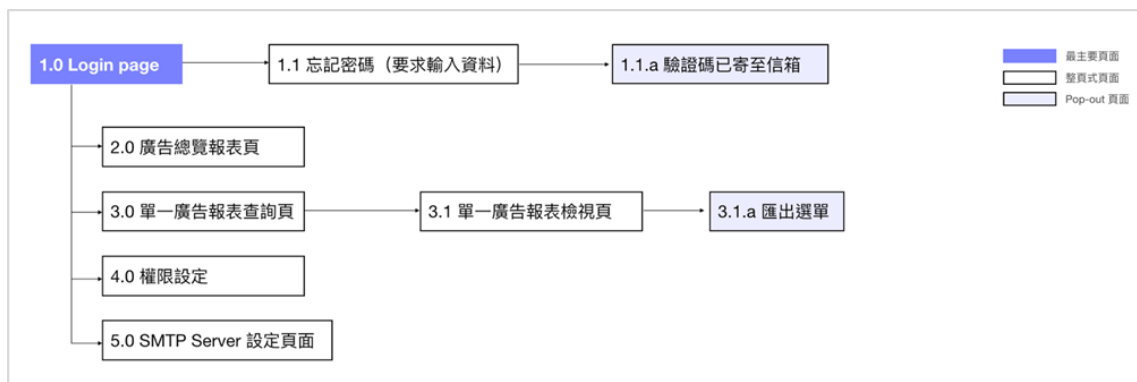 1.0 Login page
1.1 忘記密碼（要求輸入資料）
1.1.a 驗證碼已寄至信箱
最主要頁面
整頁式頁面
Pop-out 頁面
2.0 廣告總覽報表頁
3.0 單一廣告報表查詢頁
3.1 單一廣告報表檢視頁
3.1.a 匯出選單
4.0 權限設定
5.0 SMTP Server 設定頁面